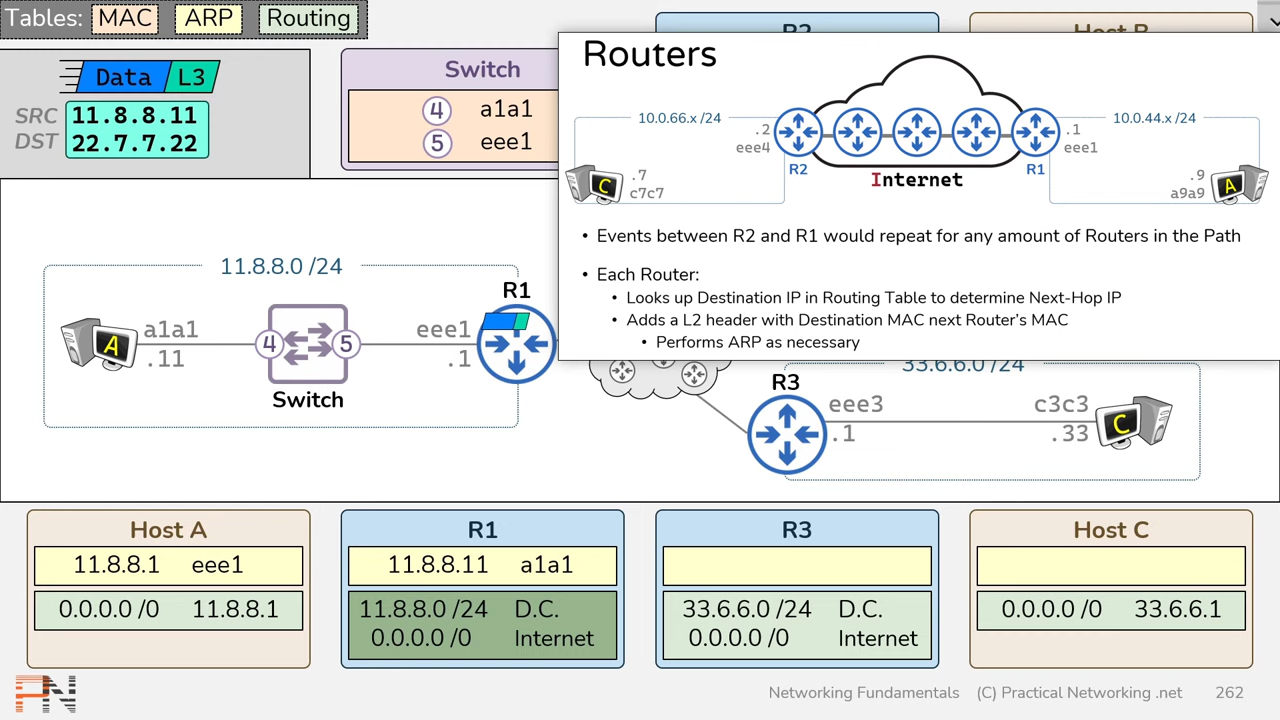 Tables: MAC ARP Routing
Data L3
SRC 11.8.8.11
DST 22.7.7.22
Switch
4 a1a1
5 eee1
R2
Host B
Routers
10.0.66.x /24
10.0.44.x /24
.2
eee4
.1
eee1
R2
R1
Internet
C
.7
c7c7
.9
a9a9
A
• Events between R2 and R1 would repeat for any amount of Routers in the Path
• Each Router:
• Looks up Destination IP in Routing Table to determine Next-Hop IP
• Adds a L2 header with Destination MAC next Router's MAC
• Performs ARP as necessary
11.8.8.0 /24
R1
A
a1a1
.11
4
5
eee1
.1
Switch
33.6.6.0 /24
R3
eee3
.1
c3c3
.33
C
Host A
11.8.8.1 eee1
0.0.0.0 /0 11.8.8.1
R1
11.8.8.11 a1a1
11.8.8.0 /24 D.C.
0.0.0.0 /0 Internet
R3
33.6.6.0 /24 D.C.
0.0.0.0 /0 Internet
Host C
0.0.0.0 /0 33.6.6.1
PN
Networking Fundamentals (C) Practical Networking .net 262